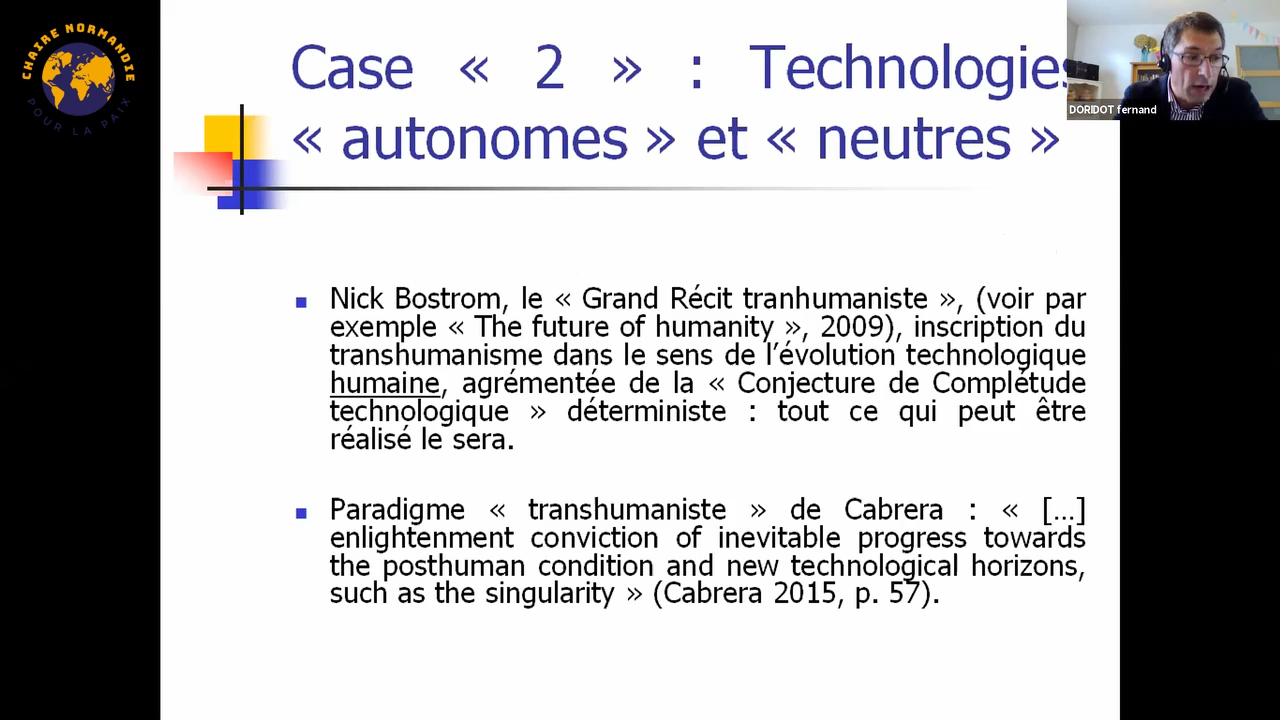 CHAIRE NORMANDIE
POUR LA PAIX
Case « 2 » : Technologies
« autonomes » et « neutres »
DORIDOT fernand
Nick Bostrom, le « Grand Récit tranhumaniste », (voir par
exemple « The future of humanity », 2009), inscription du
transhumanisme dans le sens de l’évolution technologique
humaine, agrémentée de la « Conjecture de Complétude
technologique » déterministe : tout ce qui peut être
réalisé le sera.
Paradigme « transhumaniste » de Cabrera : « […]
enlightenment conviction of inevitable progress towards
the posthuman condition and new technological horizons,
such as the singularity » (Cabrera 2015, p. 57).